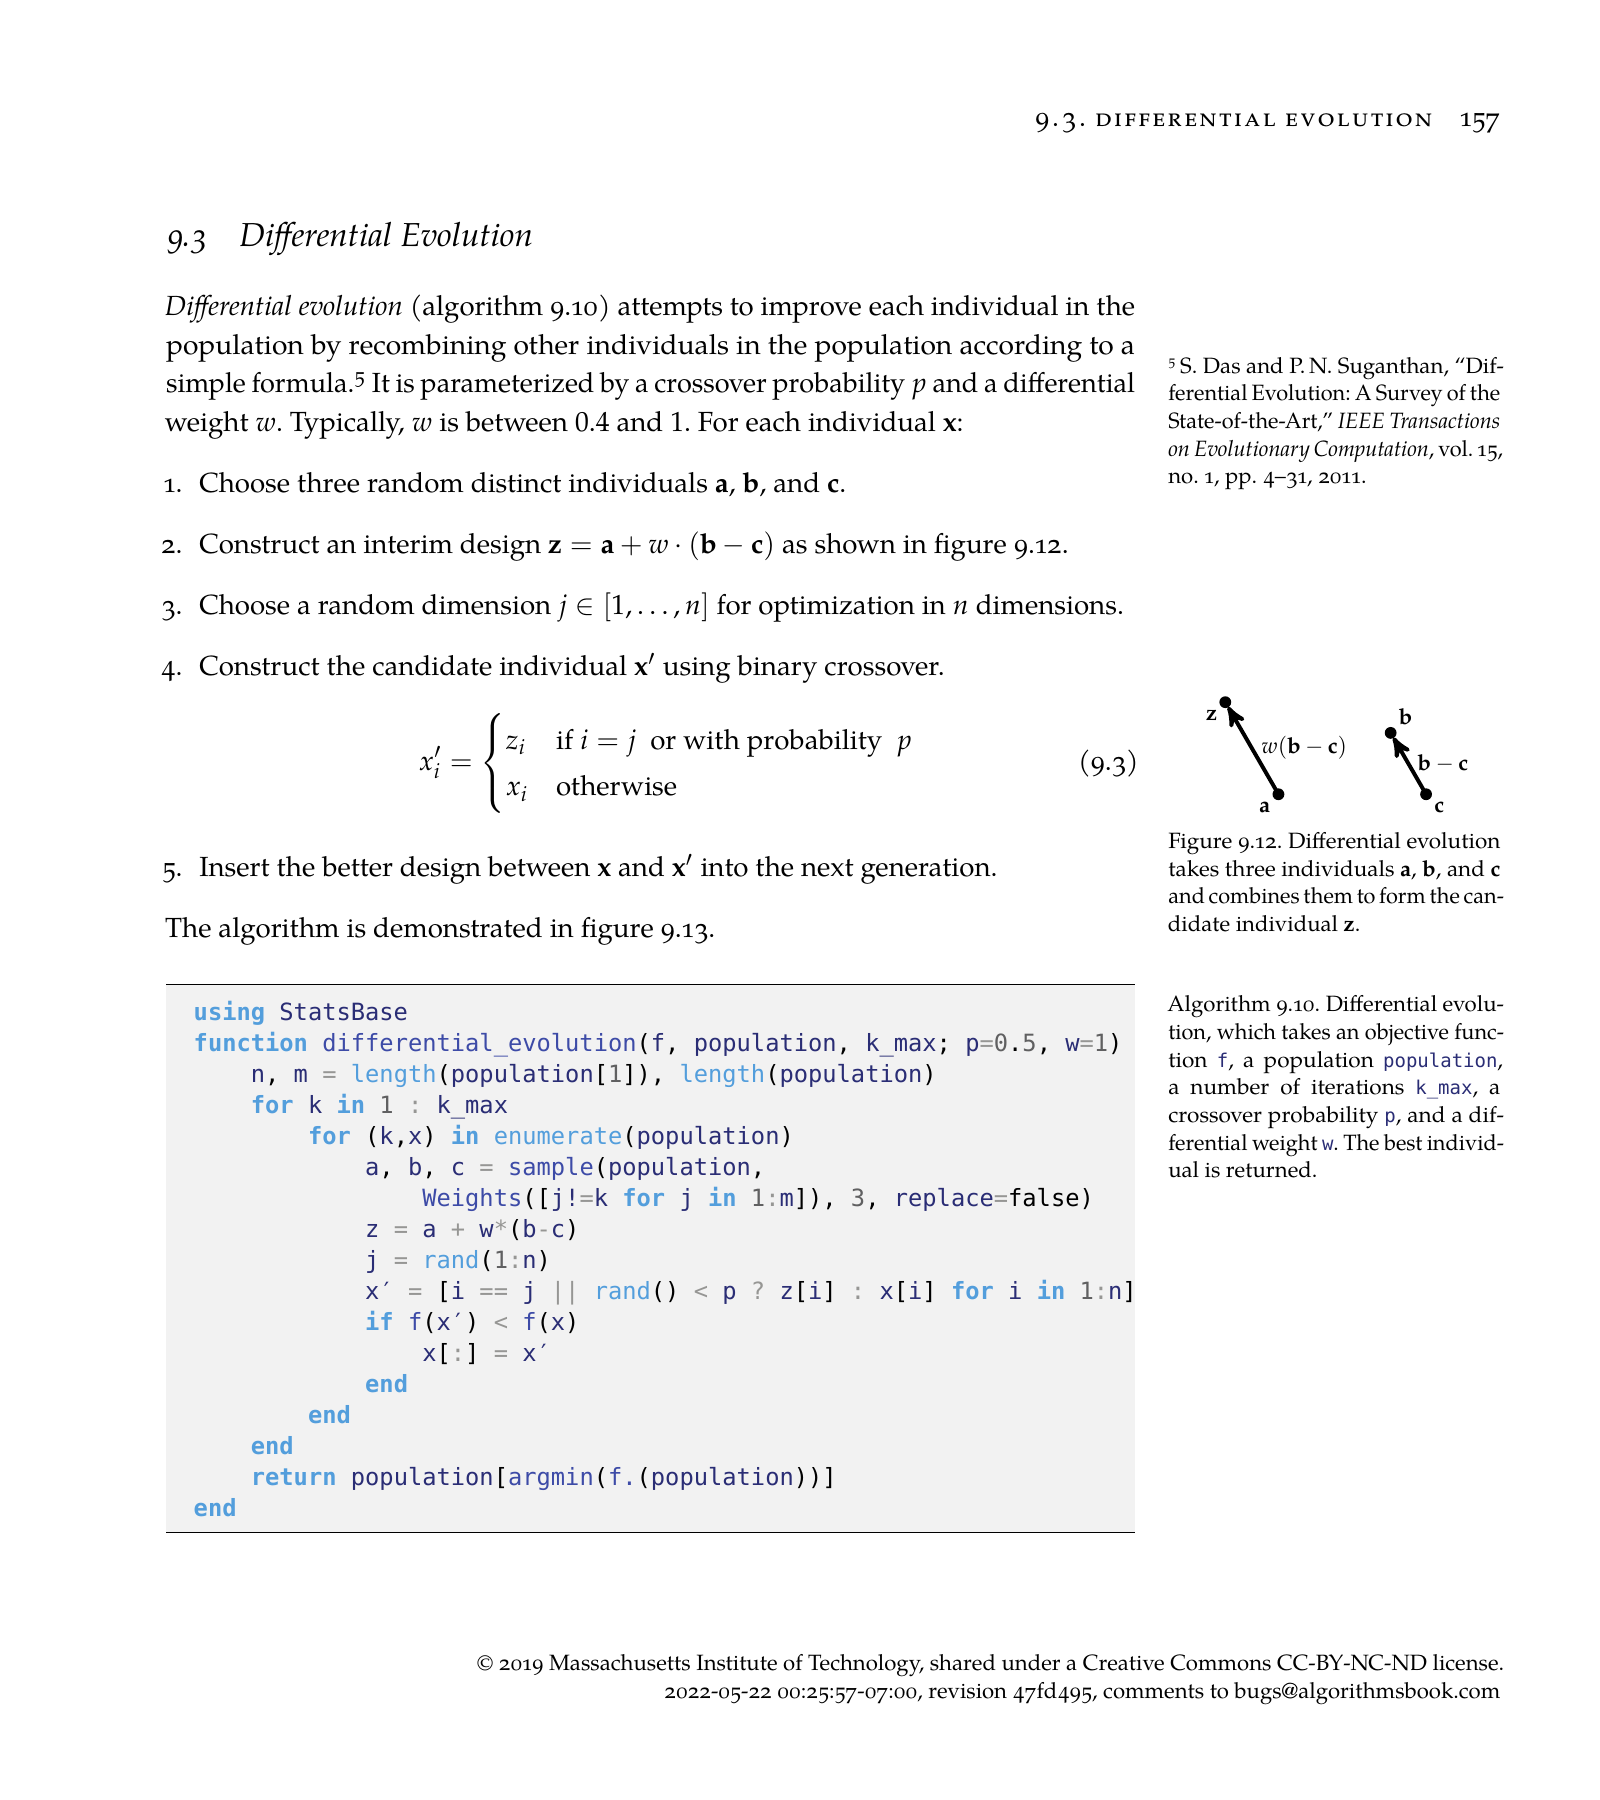 9.3. DIFFERENTIAL EVOLUTION 157
9.3 Differential Evolution
Differential evolution (algorithm 9.10) attempts to improve each individual in the
population by recombining other individuals in the population according to a
simple formula.⁵ It is parameterized by a crossover probability p and a differential
weight w. Typically, w is between 0.4 and 1. For each individual x:
1. Choose three random distinct individuals a, b, and c.
2. Construct an interim design z = a + w · (b − c) as shown in figure 9.12.
3. Choose a random dimension j ∈ [1, . . . , n] for optimization in n dimensions.
4. Construct the candidate individual x′ using binary crossover.
x′ᵢ = { zᵢ if i = j or with probability p
xᵢ otherwise (9.3)
5. Insert the better design between x and x′ into the next generation.
The algorithm is demonstrated in figure 9.13.
using StatsBase
function differential_evolution(f, population, k_max; p=0.5, w=1)
    n, m = length(population[1]), length(population)
    for k in 1 : k_max
        for (k,x) in enumerate(population)
            a, b, c = sample(population,
                Weights([j!=k for j in 1:m]), 3, replace=false)
            z = a + w*(b-c)
            j = rand(1:n)
            x′ = [i == j || rand() < p ? z[i] : x[i] for i in 1:n]
            if f(x′) < f(x)
                x[:] = x′
            end
        end
    end
    return population[argmin(f.(population))]
end
⁵ S. Das and P. N. Suganthan, “Dif-
ferential Evolution: A Survey of the
State-of-the-Art,” IEEE Transactions
on Evolutionary Computation, vol. 15,
no. 1, pp. 4–31, 2011.
z
w(b − c)
a
b
b − c
c
Figure 9.12. Differential evolution
takes three individuals a, b, and c
and combines them to form the can-
didate individual z.
Algorithm 9.10. Differential evolu-
tion, which takes an objective func-
tion f, a population population,
a number of iterations k_max, a
crossover probability p, and a dif-
ferential weight w. The best individ-
ual is returned.
© 2019 Massachusetts Institute of Technology, shared under a Creative Commons CC-BY-NC-ND license.
2022-05-22 00:25:57-07:00, revision 47fd495, comments to bugs@algorithmsbook.com